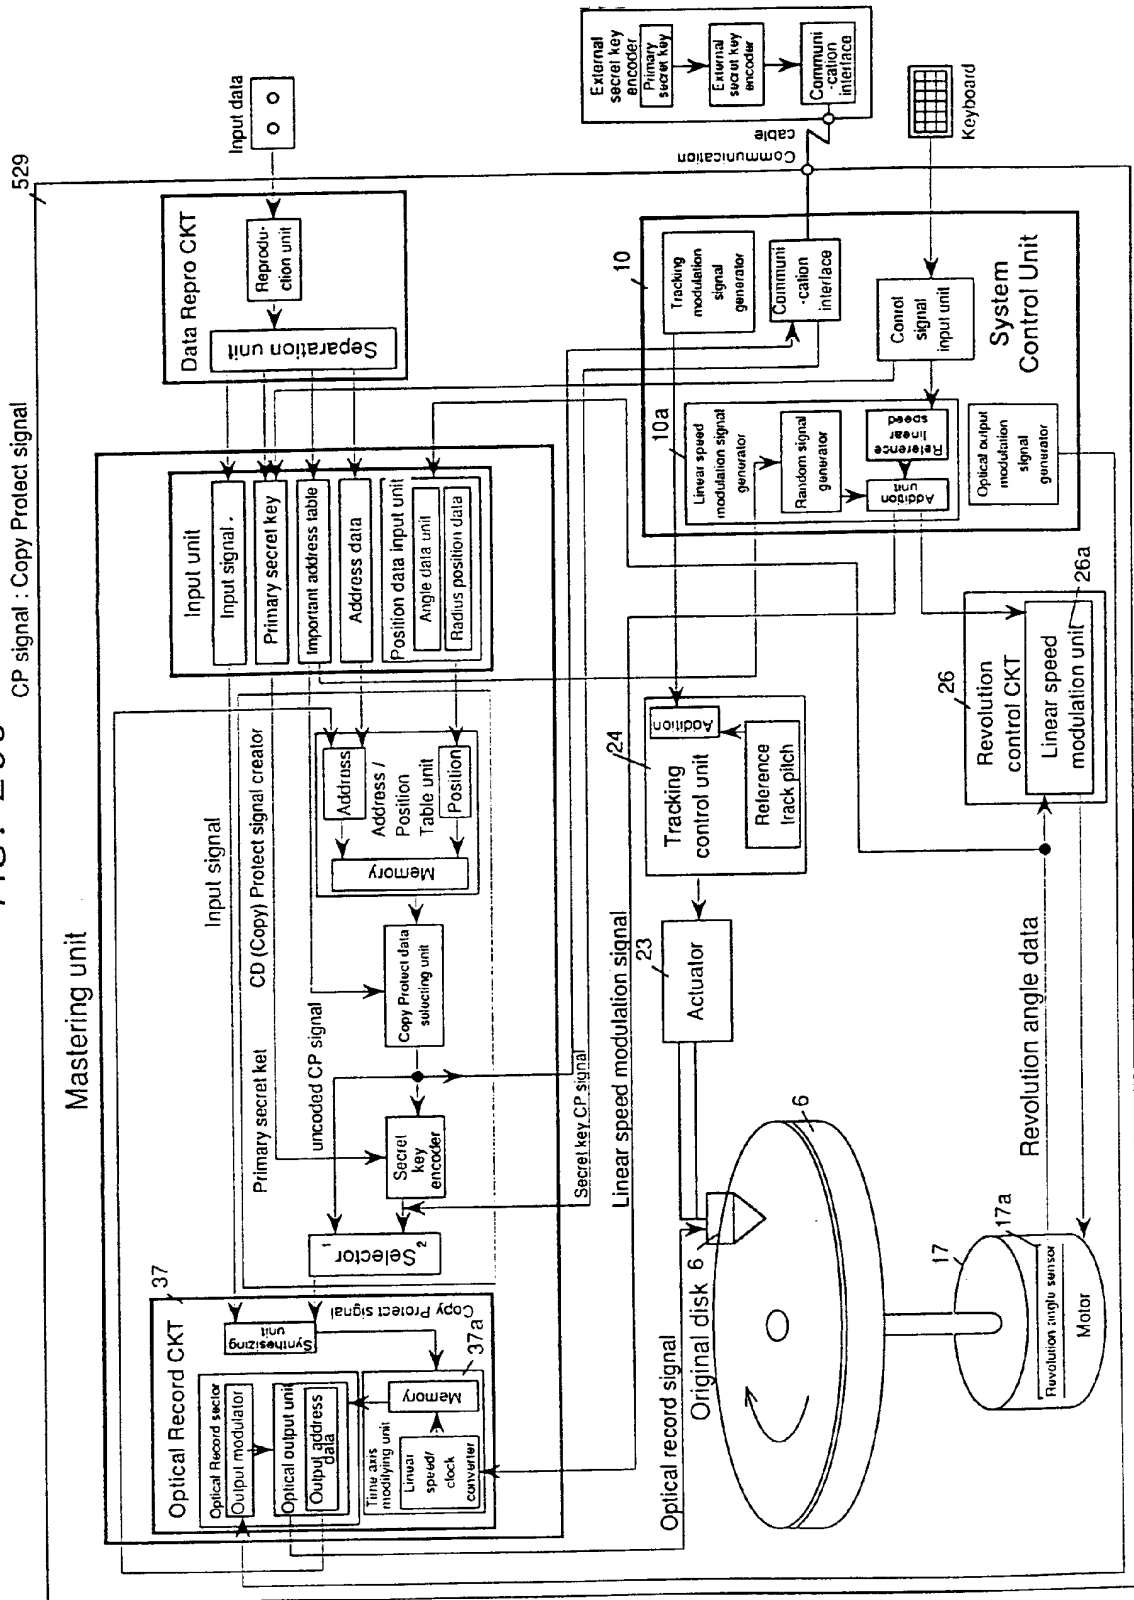 CP signal : Copy Protect signal
529
Mastering unit
Input data
Data Repro CKT
Reprodu-
ction unit
Separation unit
Input unit
Input signal .
Primary secret key
Important address table
Address data
Position data input unit
Angle data unit
Radius position data
Input signal
CD (Copy) Protect signal creator
Primary secret ket
uncoded CP signal
Address
Address /
Position
Table unit
Position
Memory
Copy Protect data
sulucting unit
Secret
key
encoder
Selector
1
2
Secret key CP signal
37
Optical Record CKT
Synthesizing
unit
Copy Protect signal
Optical Record sector
Output modulator
Optical output unit
Output address
data
Time axis
modifying unit
37a
Memory
Linear
speed/
clock
converter
External
secret key
encoder
Primary
secret key
External
secret key
encoder
Communi
-cation
interface
Communication
cable
Keyboard
10
Tracking
modulation
signal
generator
Communi
-cation
interface
Control
signal
input unit
System
Control Unit
10a
Linear speed
modulation signal
generator
Random signal
generator
Reference
linear
speed
Addition
unit
Optical output
modulation
signal
generator
Linear speed modulation signal
24
Addition
Tracking
control unit
Reference
track pitch
23
Actuator
26
Revolution
control CKT
Linear speed
modulation unit
26a
Optical record signal
Original disk 6
6
Revolution angle data
17
17a
Revolution anglu sunsor
Motor